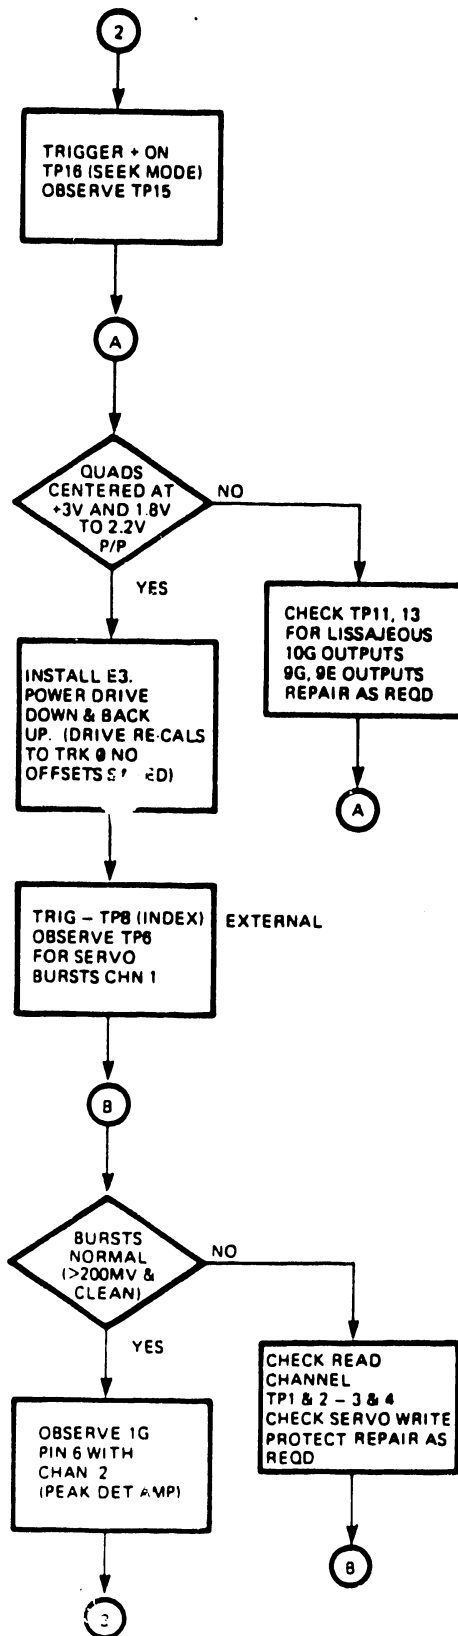 2
TRIGGER + ON
TP16 (SEEK MODE)
OBSERVE TP15
A
QUADS
CENTERED AT
+3V AND 1.8V
TO 2.2V
P/P
NO
YES
CHECK TP11, 13
FOR LISSAJEOUS
10G OUTPUTS
9G, 9E OUTPUTS
REPAIR AS REQD
A
INSTALL E3.
POWER DRIVE
DOWN & BACK
UP. (DRIVE RE-CALS
TO TRK 0 NO
OFFSETS
TRIG – TP8 (INDEX)
OBSERVE TP6
FOR SERVO
BURSTS CHN 1
EXTERNAL
B
BURSTS
NORMAL
(>200MV &
CLEAN)
NO
YES
CHECK READ
CHANNEL
TP1 & 2 – 3 & 4
CHECK SERVO WRITE
PROTECT REPAIR AS
REQD
B
OBSERVE 1G
PIN 6 WITH
CHAN 2
(PEAK DET AMP)